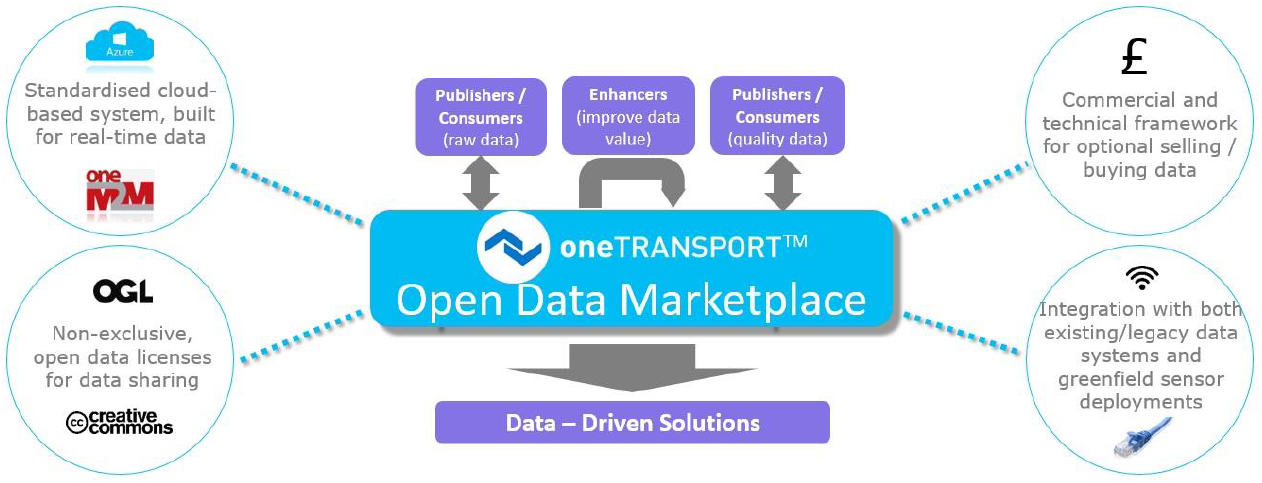 Azure
Standardised cloud-
based system, built
for real-time data
one
M2M
OGL
Non-exclusive,
open data licenses
for data sharing
cc creative
commons
Publishers /
Consumers
(raw data)
Enhancers
(improve data
value)
Publishers /
Consumers
(quality data)
oneTRANSPORT™
Open Data Marketplace
Data – Driven Solutions
£
Commercial and
technical framework
for optional selling /
buying data
Integration with both
existing/legacy data
systems and
greenfield sensor
deployments